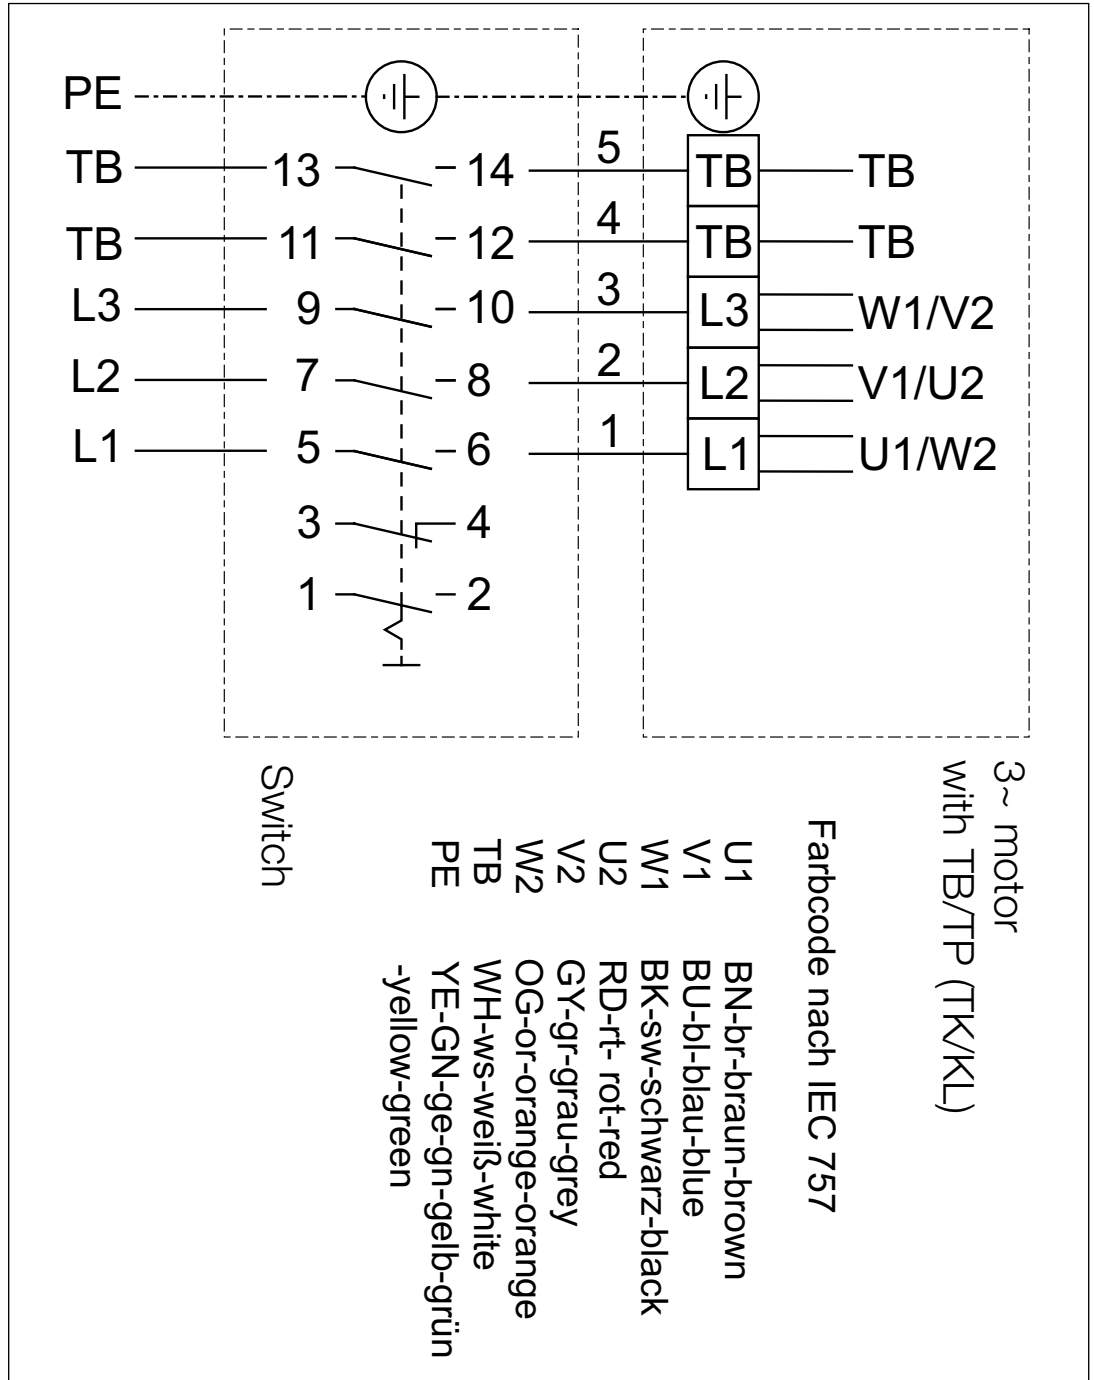 PE
TB 13 14 5 TB TB
TB 11 12 4 TB TB
L3 9 10 3 L3 W1/V2
L2 7 8 2 L2 V1/U2
L1 5 6 1 L1 U1/W2
3 4
1 2
Switch
3~ motor
with TB/TP (TK/KL)
Farbcode nach IEC 757
U1 BN-br-braun-brown
V1 BU-bl-blau-blue
W1 BK-sw-schwarz-black
U2 RD-rt- rot-red
V2 GY-gr-grau-grey
W2 OG-or-orange-orange
TB WH-ws-weiß-white
PE YE-GN-ge-gn-gelb-grün
-yellow-green